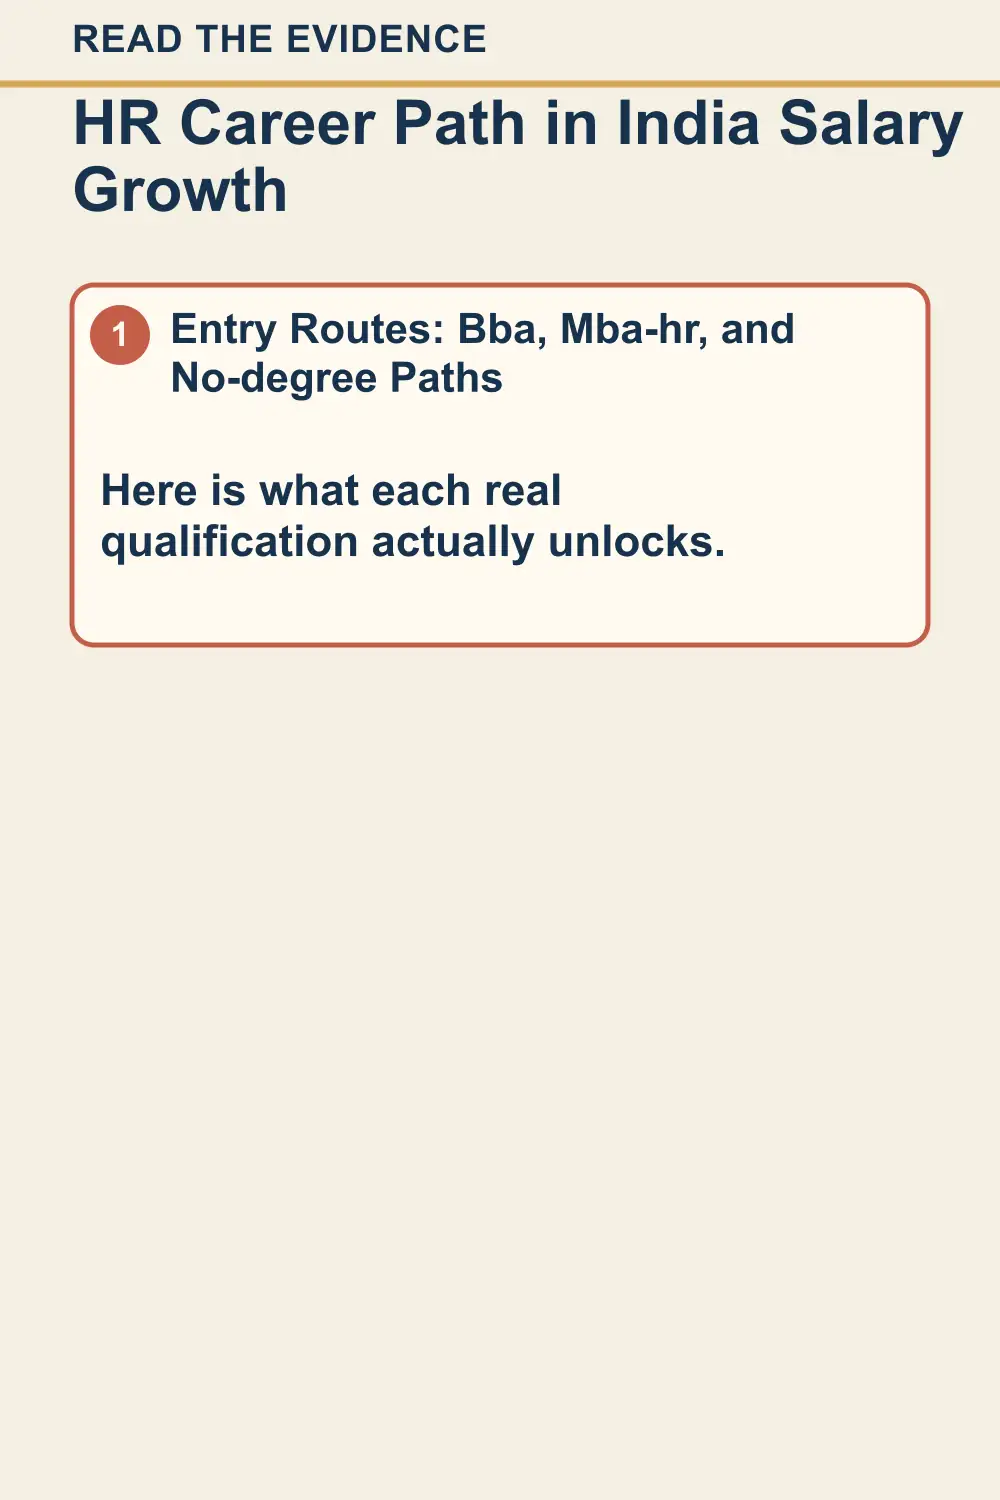 READ THE EVIDENCE
HR Career Path in India Salary
Growth
1
Entry Routes: Bba, Mba-hr, and
No-degree Paths
Here is what each real
qualification actually unlocks.